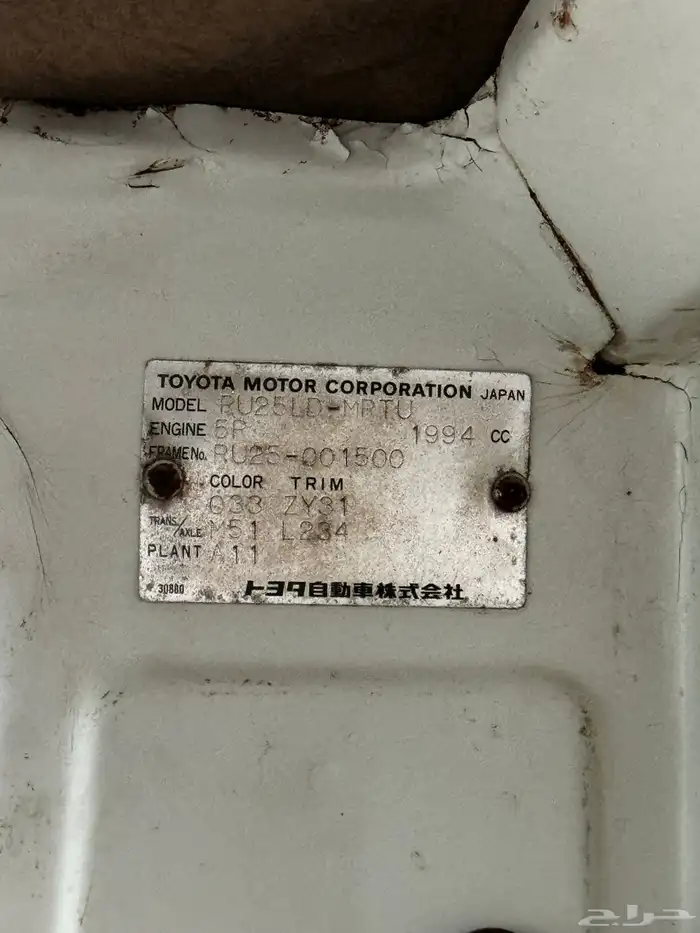 TOYOTA MOTOR CORPORATION JAPAN
MODEL RU25LD-MRTU
ENGINE 5R 1994 CC
FRAME No. RU25-001500
COLOR TRIM
033 ZY31
TRANS./AXLE M51 L234
PLANT A11
30880 トヨタ自動車株式会社
حراج